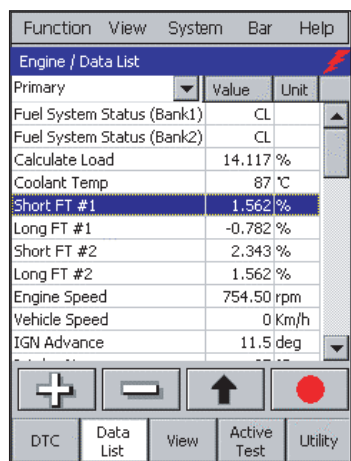 Function View System Bar Help
Engine / Data List
Primary Value Unit
Fuel System Status (Bank1) CL
Fuel System Status (Bank2) CL
Calculate Load 14.117 %
Coolant Temp 87 ℃
Short FT #1 1.562 %
Long FT #1 -0.782 %
Short FT #2 2.343 %
Long FT #2 1.562 %
Engine Speed 754.50 rpm
Vehicle Speed 0 Km/h
IGN Advance 11.5 deg
DTC Data List View Active Test Utility